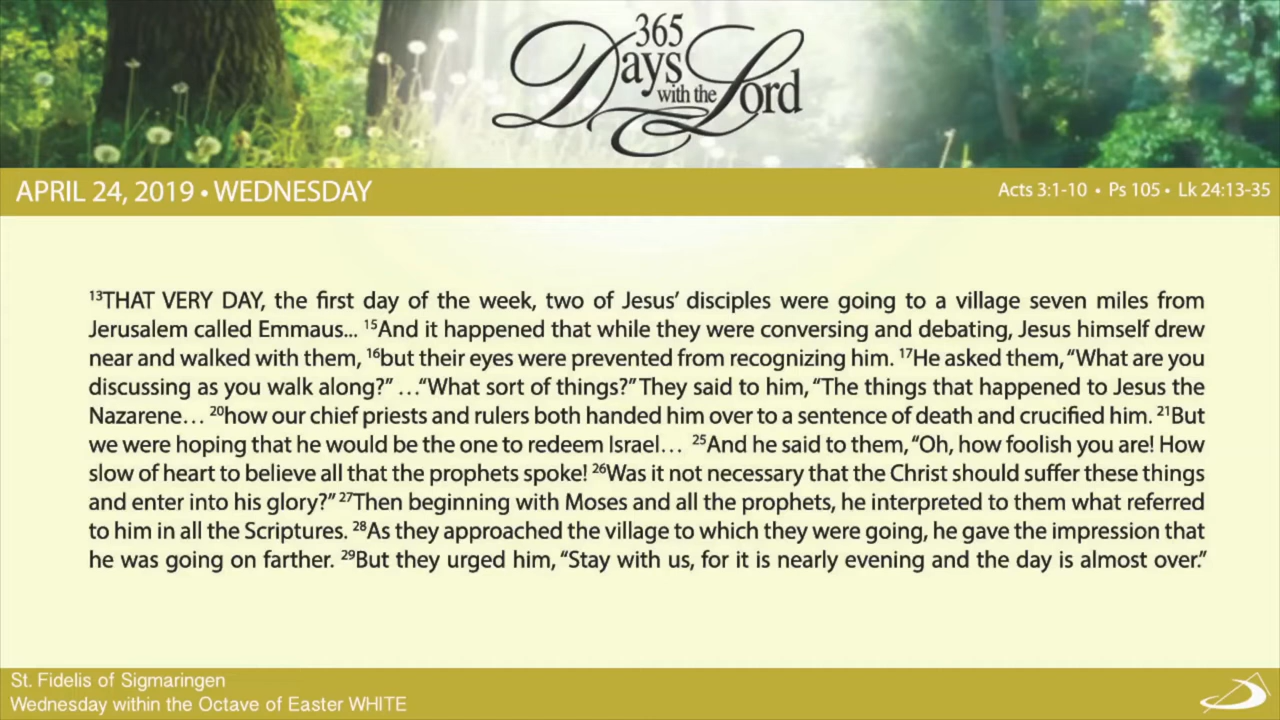 365
Days
with the Lord
APRIL 24, 2019 • WEDNESDAY
Acts 3:1-10 • Ps 105 • Lk 24:13-35
¹³THAT VERY DAY, the first day of the week, two of Jesus’ disciples were going to a village seven miles from
Jerusalem called Emmaus... ¹⁵And it happened that while they were conversing and debating, Jesus himself drew
near and walked with them, ¹⁶but their eyes were prevented from recognizing him. ¹⁷He asked them, “What are you
discussing as you walk along?” …“What sort of things?” They said to him, “The things that happened to Jesus the
Nazarene… ²⁰how our chief priests and rulers both handed him over to a sentence of death and crucified him. ²¹But
we were hoping that he would be the one to redeem Israel… ²⁵And he said to them, “Oh, how foolish you are! How
slow of heart to believe all that the prophets spoke! ²⁶Was it not necessary that the Christ should suffer these things
and enter into his glory?” ²⁷Then beginning with Moses and all the prophets, he interpreted to them what referred
to him in all the Scriptures. ²⁸As they approached the village to which they were going, he gave the impression that
he was going on farther. ²⁹But they urged him, “Stay with us, for it is nearly evening and the day is almost over.”
St. Fidelis of Sigmaringen
Wednesday within the Octave of Easter WHITE